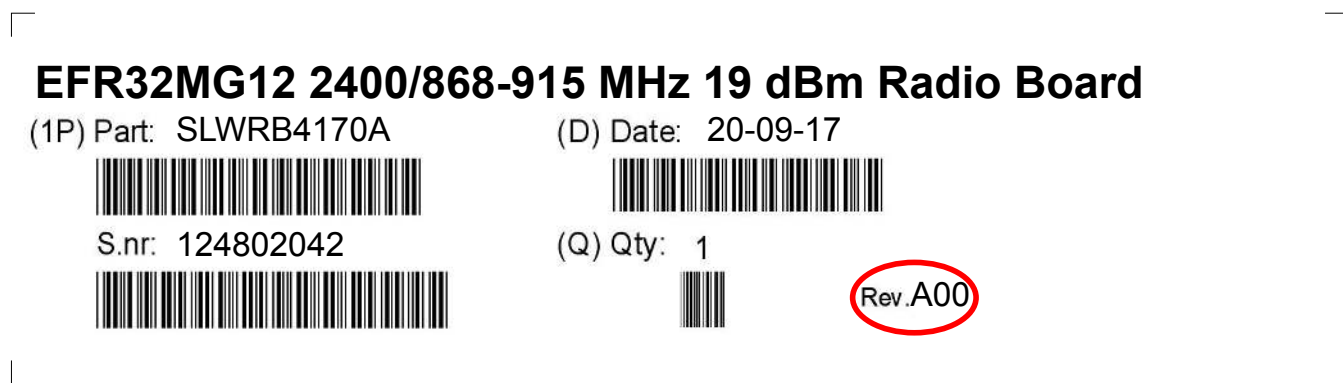 EFR32MG12 2400/868-915 MHz 19 dBm Radio Board
(1P) Part: SLWRB4170A (D) Date: 20-09-17
S.nr: 124802042 (Q) Qty: 1
Rev.A00